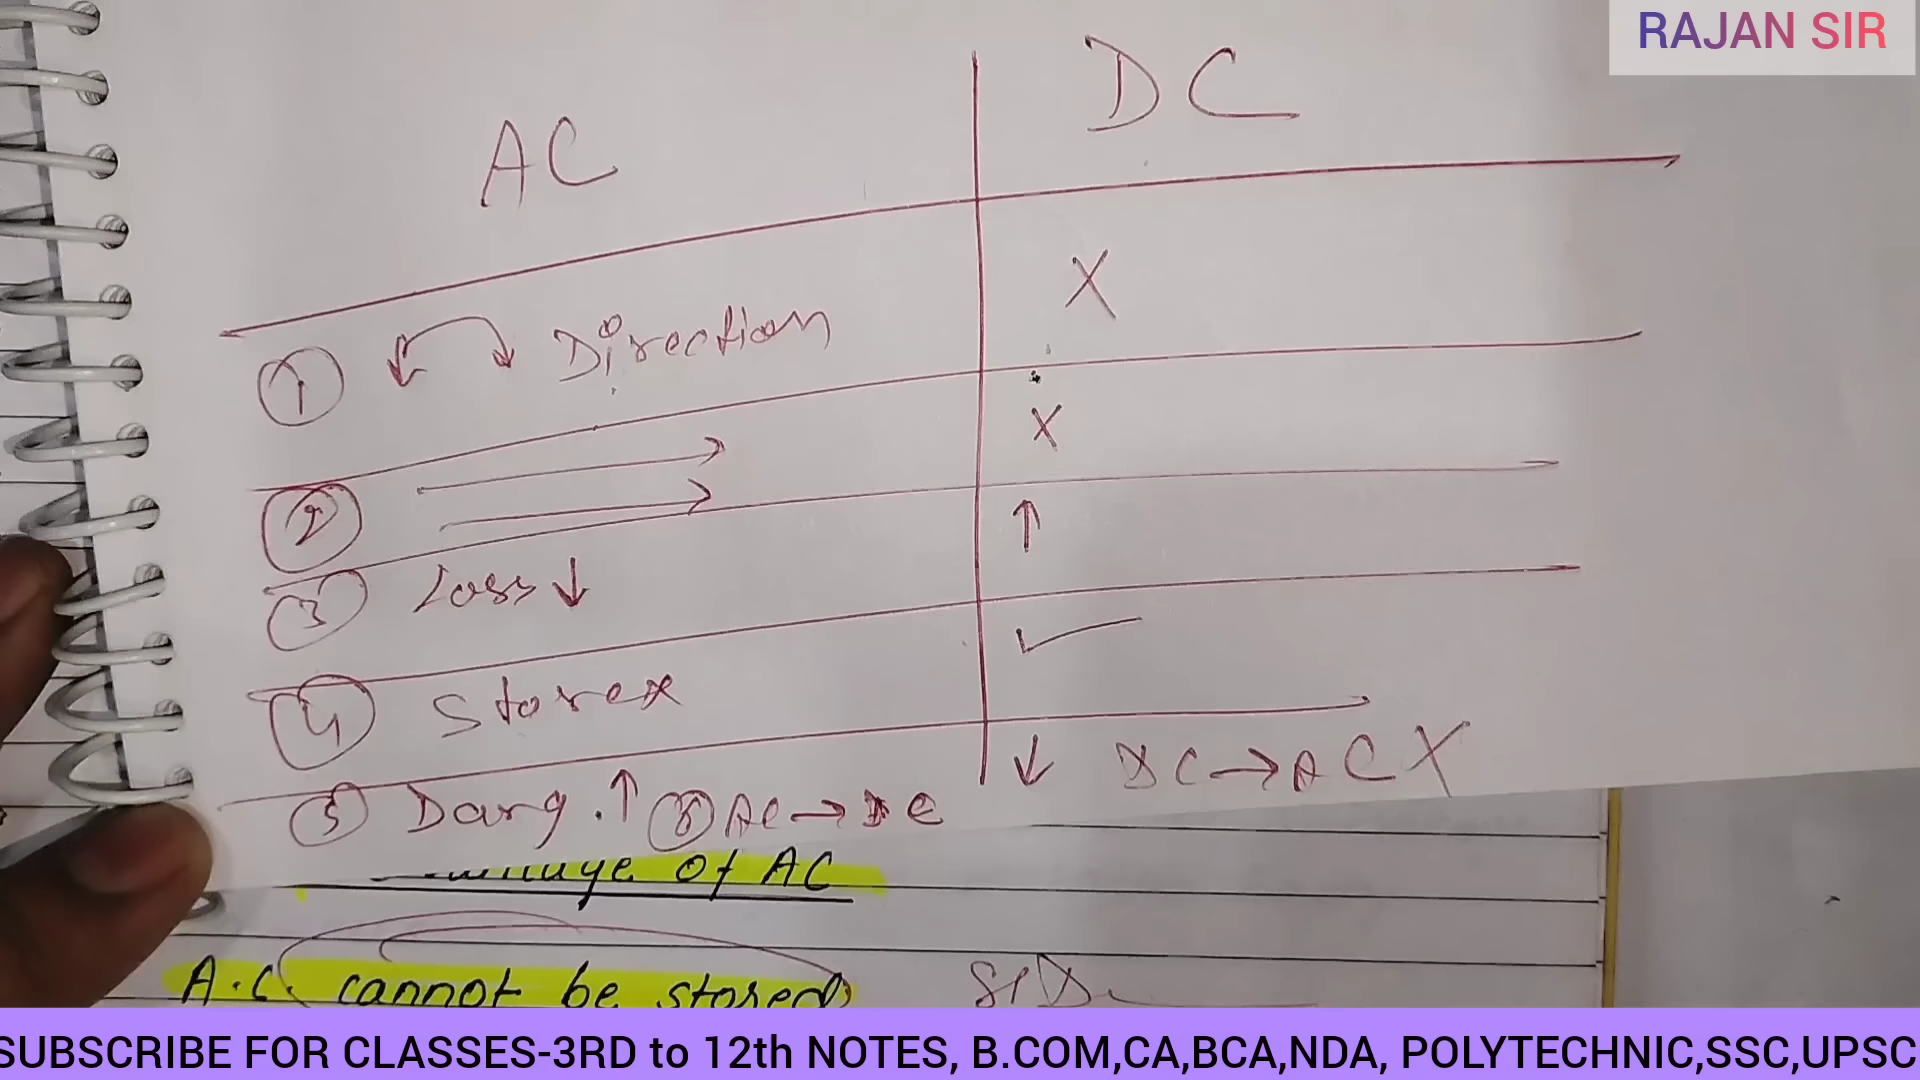 RAJAN SIR
AC DC
① Direction X
② X
③ Loss ↓ ↑
④ Store x ✓
⑤ Dang. ↑ ⑥ AC → DC ↓ DC → AC X
of AC
A.C. cannot be stored
SUBSCRIBE FOR CLASSES-3RD to 12th NOTES, B.COM,CA,BCA,NDA, POLYTECHNIC,SSC,UPSC